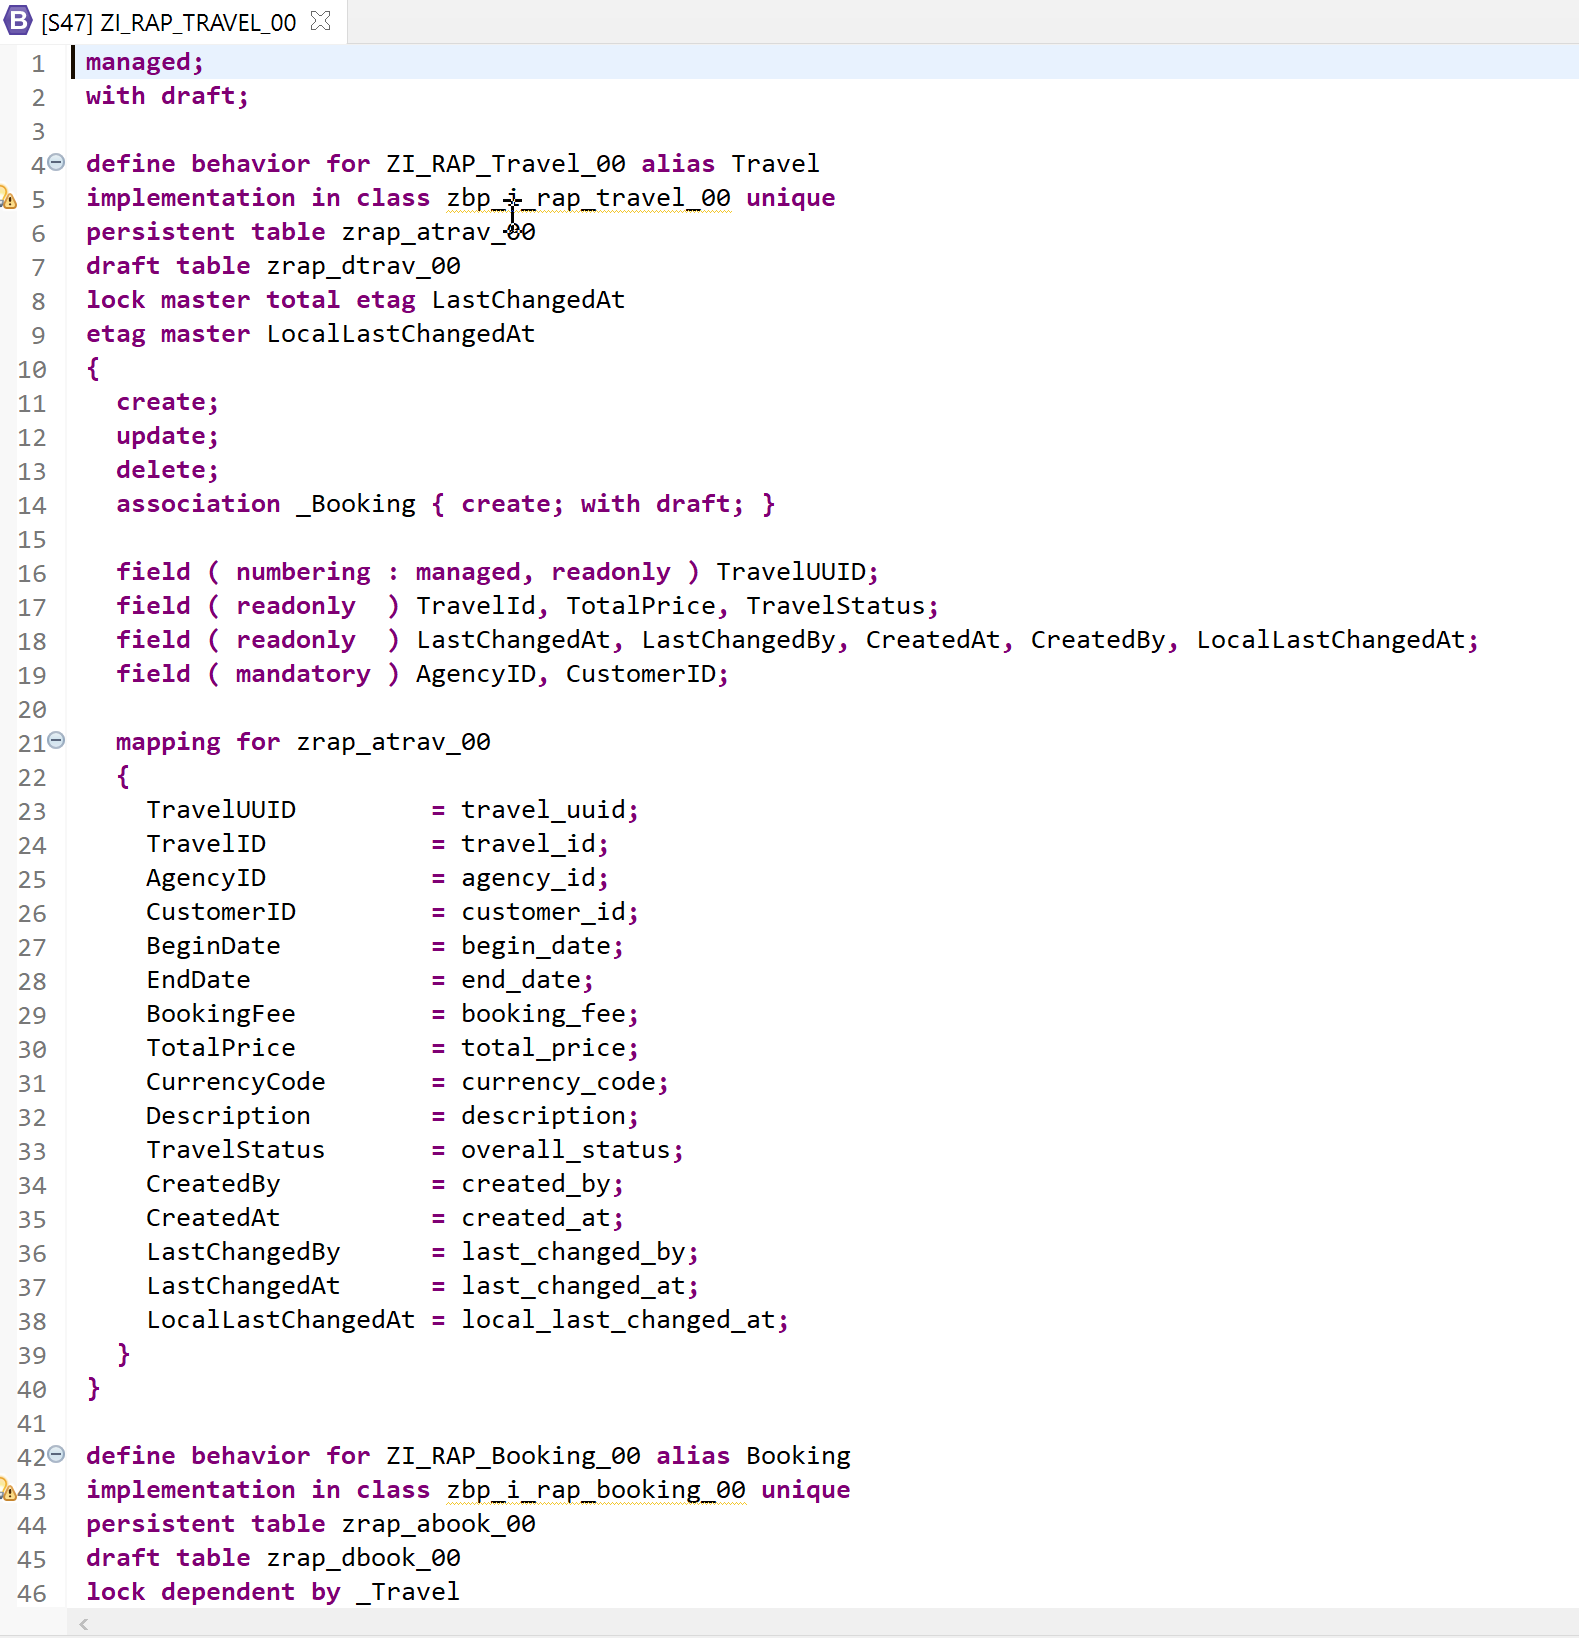 B [S47] ZI_RAP_TRAVEL_00
1 managed;
2 with draft;
3
4 define behavior for ZI_RAP_Travel_00 alias Travel
5 implementation in class zbp_i_rap_travel_00 unique
6 persistent table zrap_atrav_00
7 draft table zrap_dtrav_00
8 lock master total etag LastChangedAt
9 etag master LocalLastChangedAt
10 {
11 create;
12 update;
13 delete;
14 association _Booking { create; with draft; }
15
16 field ( numbering : managed, readonly ) TravelUUID;
17 field ( readonly  ) TravelId, TotalPrice, TravelStatus;
18 field ( readonly  ) LastChangedAt, LastChangedBy, CreatedAt, CreatedBy, LocalLastChangedAt;
19 field ( mandatory ) AgencyID, CustomerID;
20
21 mapping for zrap_atrav_00
22 {
23 TravelUUID         = travel_uuid;
24 TravelID           = travel_id;
25 AgencyID           = agency_id;
26 CustomerID         = customer_id;
27 BeginDate          = begin_date;
28 EndDate            = end_date;
29 BookingFee         = booking_fee;
30 TotalPrice         = total_price;
31 CurrencyCode       = currency_code;
32 Description        = description;
33 TravelStatus       = overall_status;
34 CreatedBy          = created_by;
35 CreatedAt          = created_at;
36 LastChangedBy      = last_changed_by;
37 LastChangedAt      = last_changed_at;
38 LocalLastChangedAt = local_last_changed_at;
39 }
40 }
41
42 define behavior for ZI_RAP_Booking_00 alias Booking
43 implementation in class zbp_i_rap_booking_00 unique
44 persistent table zrap_abook_00
45 draft table zrap_dbook_00
46 lock dependent by _Travel